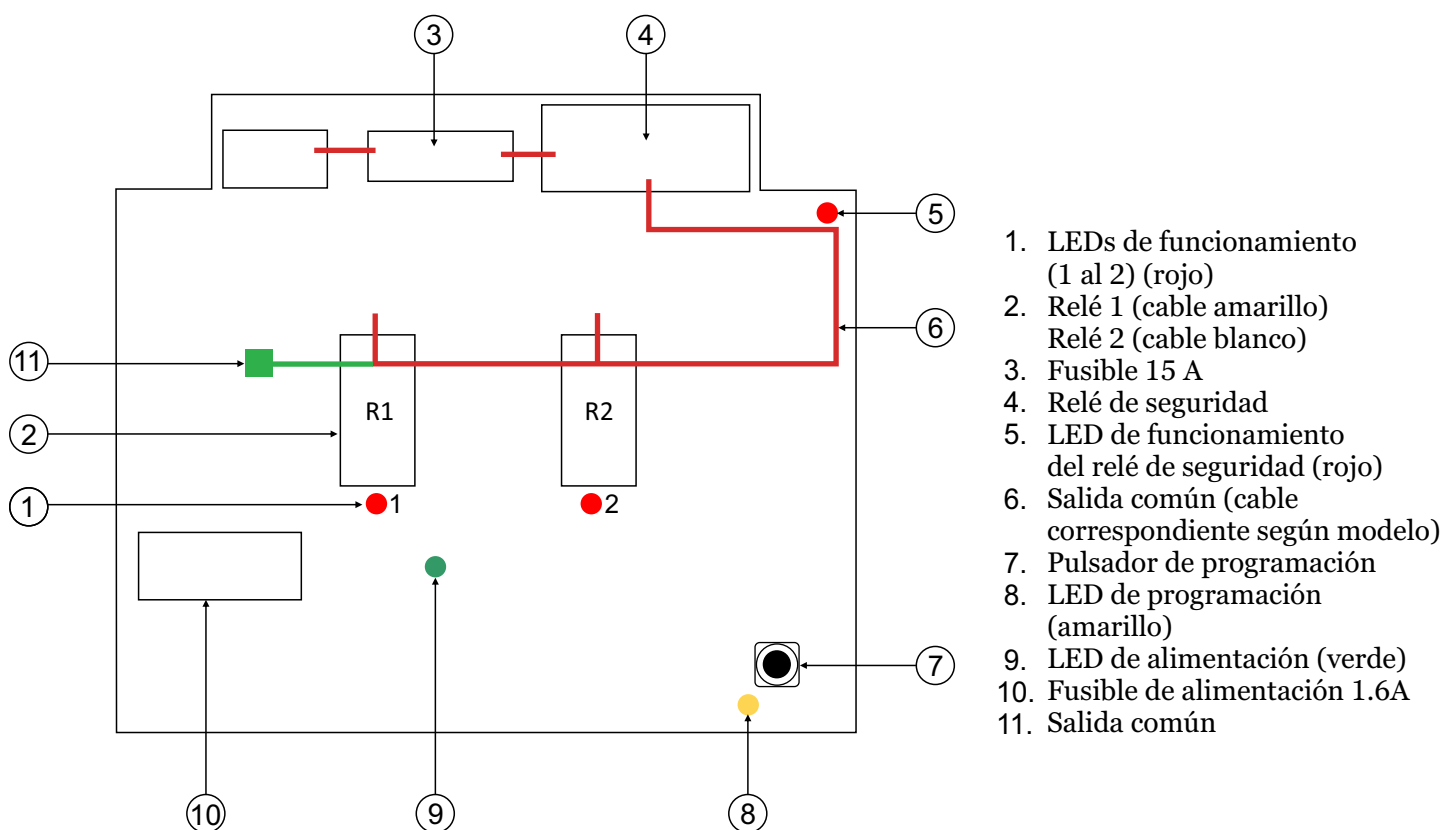 3
4
5
6
11
R1
R2
2
1
1
2
7
10
9
8
1. LEDs de funcionamiento
(1 al 2) (rojo)
2. Relé 1 (cable amarillo)
Relé 2 (cable blanco)
3. Fusible 15 A
4. Relé de seguridad
5. LED de funcionamiento
del relé de seguridad (rojo)
6. Salida común (cable
correspondiente según modelo)
7. Pulsador de programación
8. LED de programación
(amarillo)
9. LED de alimentación (verde)
10. Fusible de alimentación 1.6A
11. Salida común